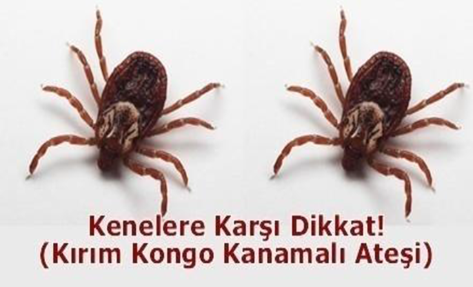 Kenelere Karşı Dikkat!
(Kırım Kongo Kanamalı Ateşi)